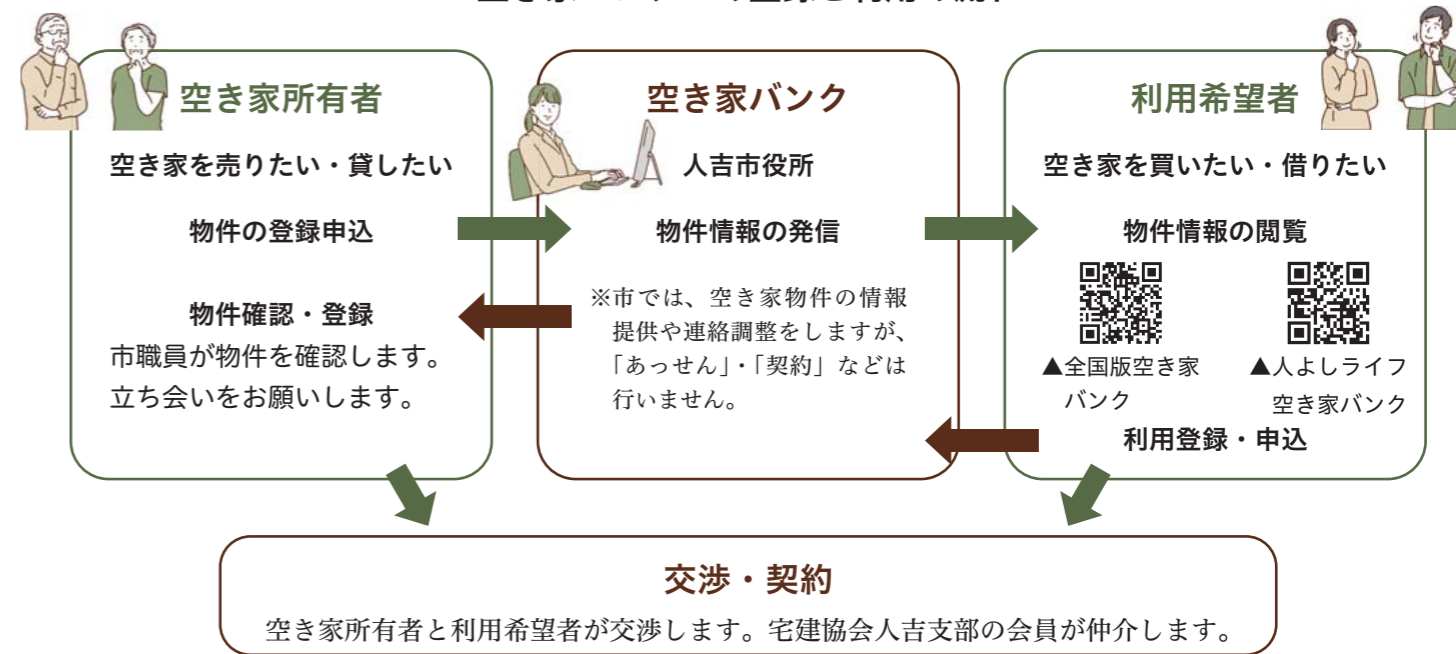 空き家所有者
空き家を売りたい・貸したい
物件の登録申込
物件確認・登録
市職員が物件を確認します。
立ち会いをお願いします。
空き家バンク
人吉市役所
物件情報の発信
※市では、空き家物件の情報
提供や連絡調整をしますが、
「あっせん」・「契約」などは
行いません。
利用希望者
空き家を買いたい・借りたい
物件情報の閲覧
▲全国版空き家
バンク
▲人よしライフ
空き家バンク
利用登録・申込
交渉・契約
空き家所有者と利用希望者が交渉します。宅建協会人吉支部の会員が仲介します。